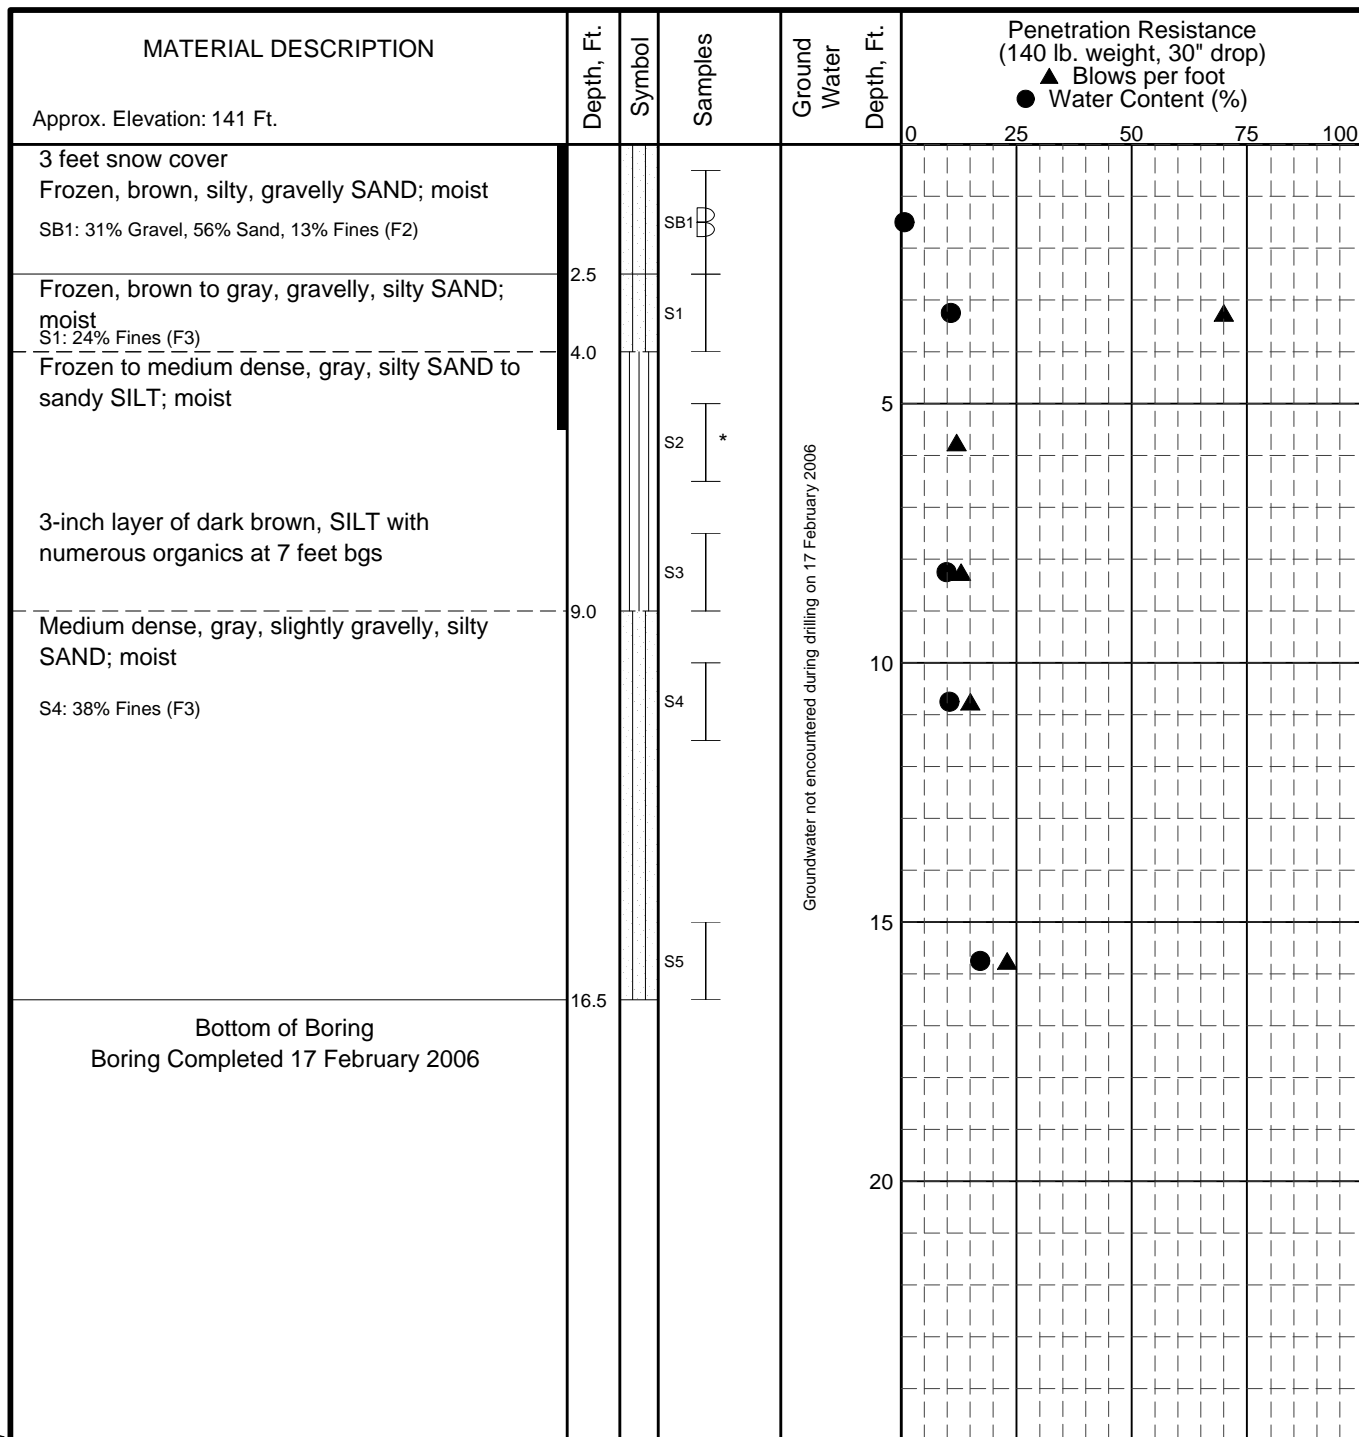 MATERIAL DESCRIPTION
Approx. Elevation: 141 Ft.
Depth, Ft.
Symbol
Samples
Ground
Water
Depth, Ft.
Penetration Resistance
(140 lb. weight, 30" drop)
▲ Blows per foot
● Water Content (%)
0 25 50 75 100
3 feet snow cover
Frozen, brown, silty, gravelly SAND; moist
SB1: 31% Gravel, 56% Sand, 13% Fines (F2)
SB1
2.5
Frozen, brown to gray, gravelly, silty SAND;
moist
S1: 24% Fines (F3)
S1
4.0
Frozen to medium dense, gray, silty SAND to
sandy SILT; moist
5
S2 *
3-inch layer of dark brown, SILT with
numerous organics at 7 feet bgs
S3
Groundwater not encountered during drilling on 17 February 2006
9.0
Medium dense, gray, slightly gravelly, silty
SAND; moist
10
S4: 38% Fines (F3)
S4
15
S5
16.5
Bottom of Boring
Boring Completed 17 February 2006
20